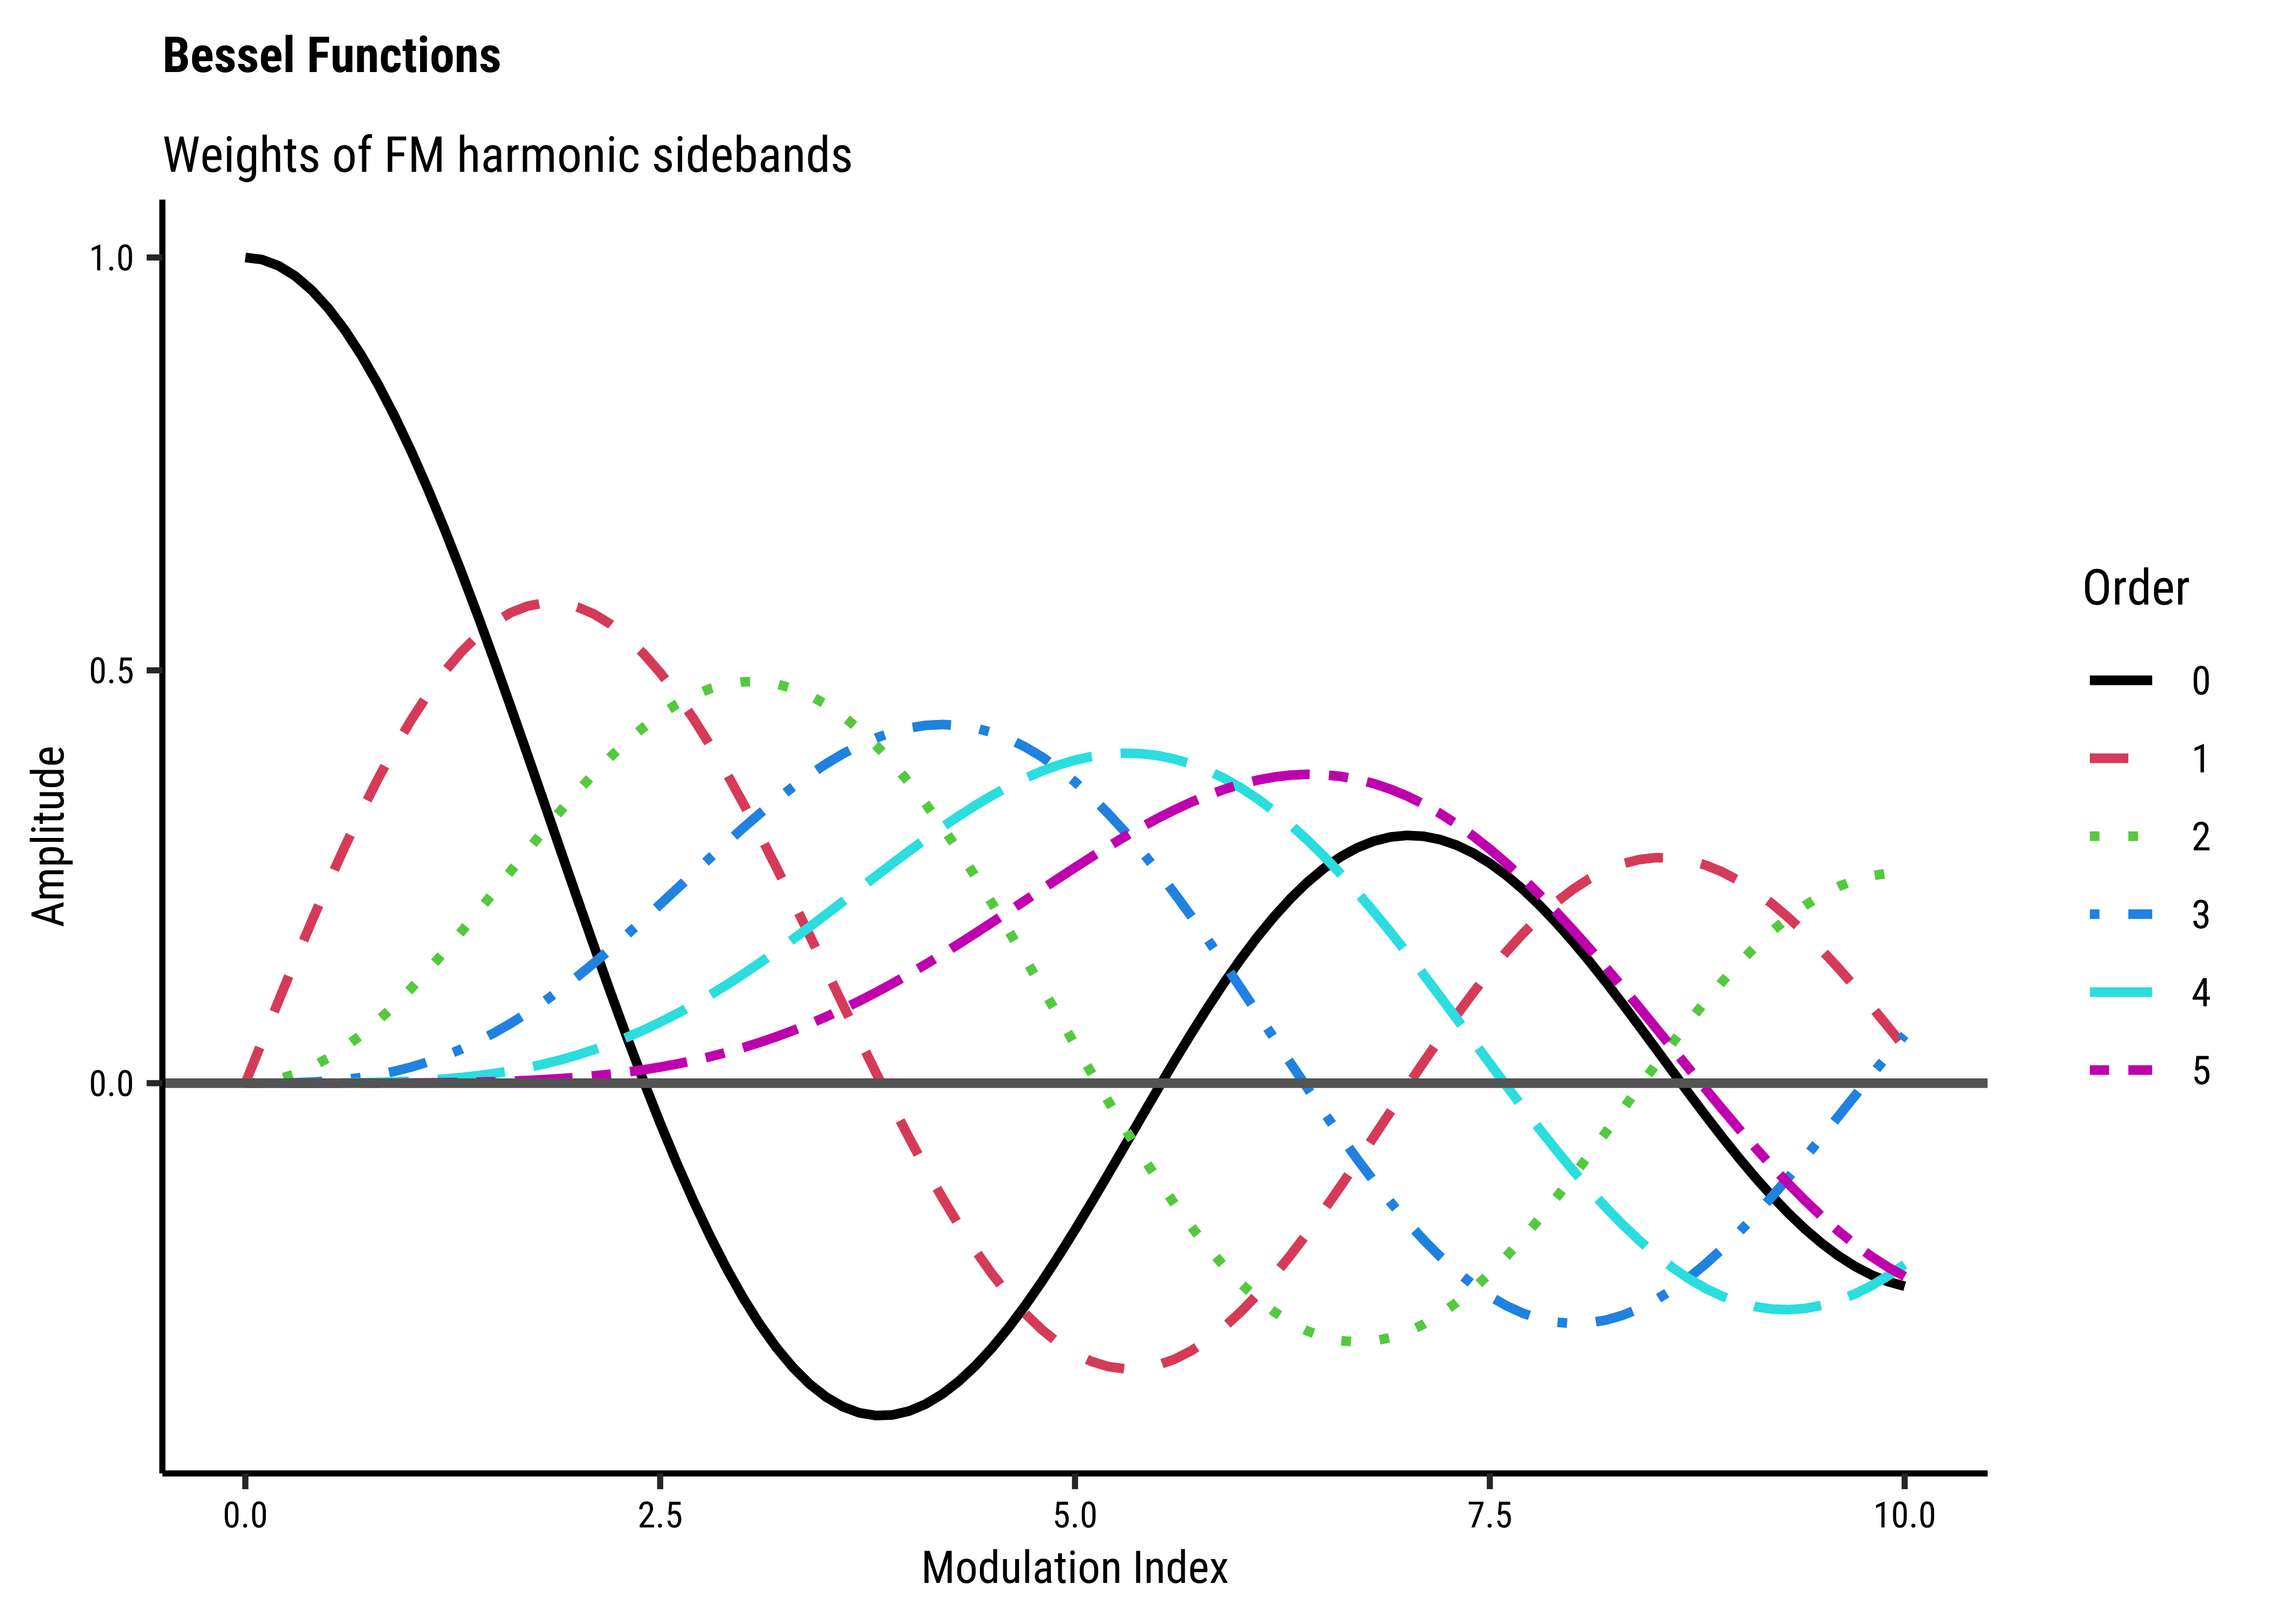 Bessel Functions
Weights of FM harmonic sidebands
Amplitude
1.0
0.5
0.0
0.0 2.5 5.0 7.5 10.0
Modulation Index
Order
0
1
2
3
4
5